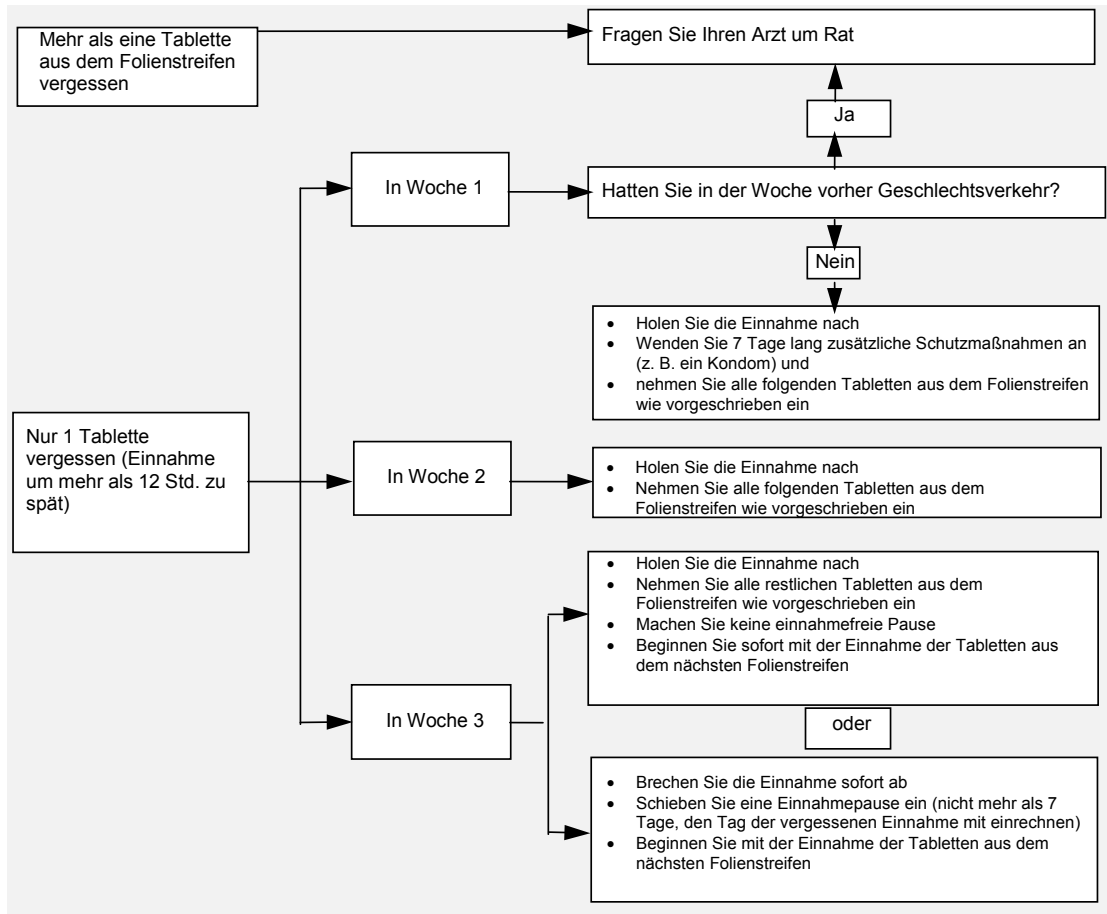 Mehr als eine Tablette
aus dem Folienstreifen
vergessen
Fragen Sie Ihren Arzt um Rat
Ja
In Woche 1
Hatten Sie in der Woche vorher Geschlechtsverkehr?
Nein
• Holen Sie die Einnahme nach
• Wenden Sie 7 Tage lang zusätzliche Schutzmaßnahmen an
(z. B. ein Kondom) und
• nehmen Sie alle folgenden Tabletten aus dem Folienstreifen
wie vorgeschrieben ein
Nur 1 Tablette
vergessen (Einnahme
um mehr als 12 Std. zu
spät)
In Woche 2
• Holen Sie die Einnahme nach
• Nehmen Sie alle folgenden Tabletten aus dem
Folienstreifen wie vorgeschrieben ein
In Woche 3
• Holen Sie die Einnahme nach
• Nehmen Sie alle restlichen Tabletten aus dem
Folienstreifen wie vorgeschrieben ein
• Machen Sie keine einnahmefreie Pause
• Beginnen Sie sofort mit der Einnahme der Tabletten aus
dem nächsten Folienstreifen
oder
• Brechen Sie die Einnahme sofort ab
• Schieben Sie eine Einnahmepause ein (nicht mehr als 7
Tage, den Tag der vergessenen Einnahme mit einrechnen)
• Beginnen Sie mit der Einnahme der Tabletten aus dem
nächsten Folienstreifen